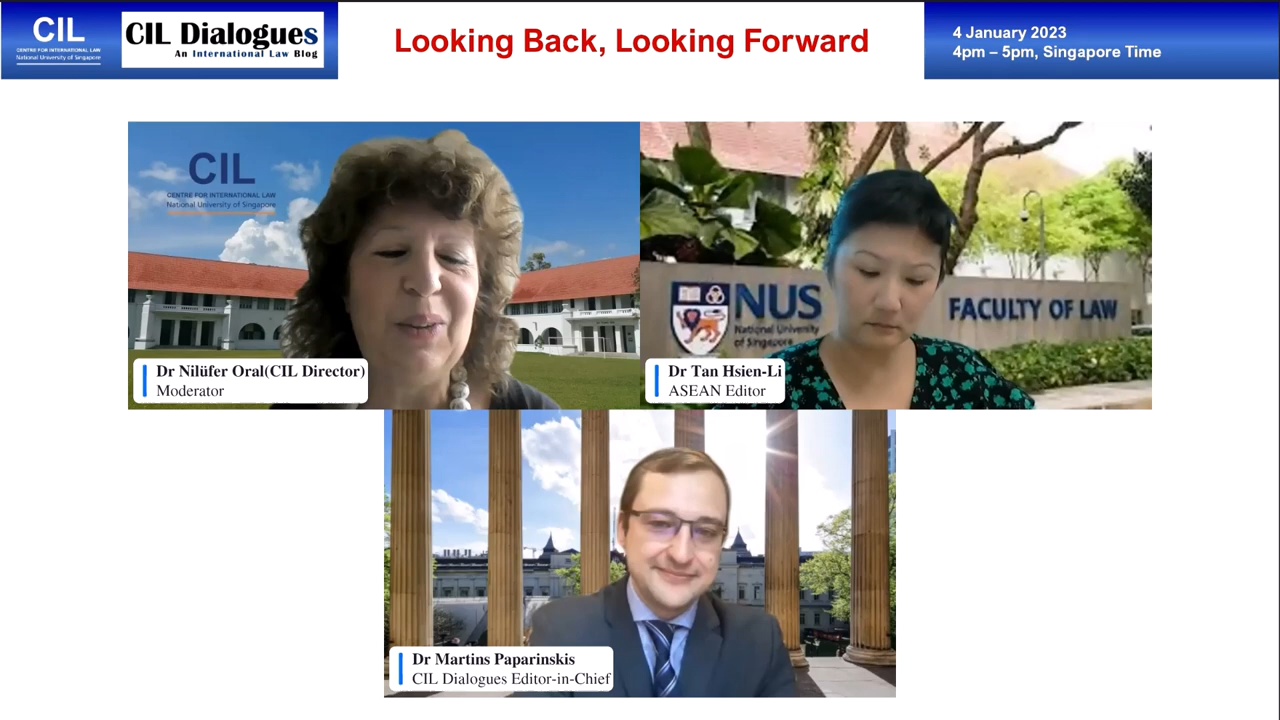 CIL
CENTRE FOR INTERNATIONAL LAW
National University of Singapore
CIL Dialogues
An International Law Blog
Looking Back, Looking Forward
4 January 2023
4pm – 5pm, Singapore Time
CIL
CENTRE FOR INTERNATIONAL LAW
National University of Singapore
Dr Nilüfer Oral(CIL Director)
Moderator
NUS
National University
of Singapore
FACULTY OF LAW
Dr Tan Hsien-Li
ASEAN Editor
Dr Martins Paparinskis
CIL Dialogues Editor-in-Chief